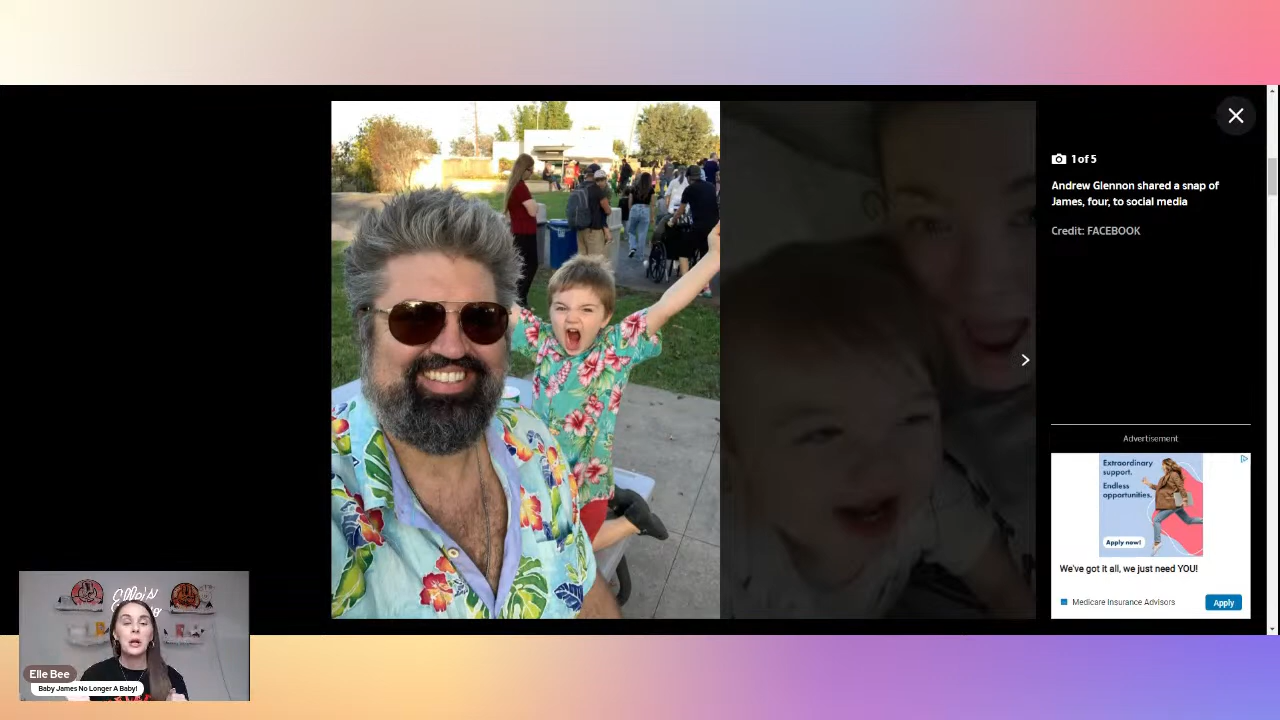 1 of 5
Andrew Glennon shared a snap of
James, four, to social media
Credit: FACEBOOK
Advertisement
Extraordinary
support.
Endless
opportunities.
Apply now!
We've got it all, we just need YOU!
Medicare Insurance Advisors
Apply
Elle's
Elle Bee
Baby James No Longer A Baby!